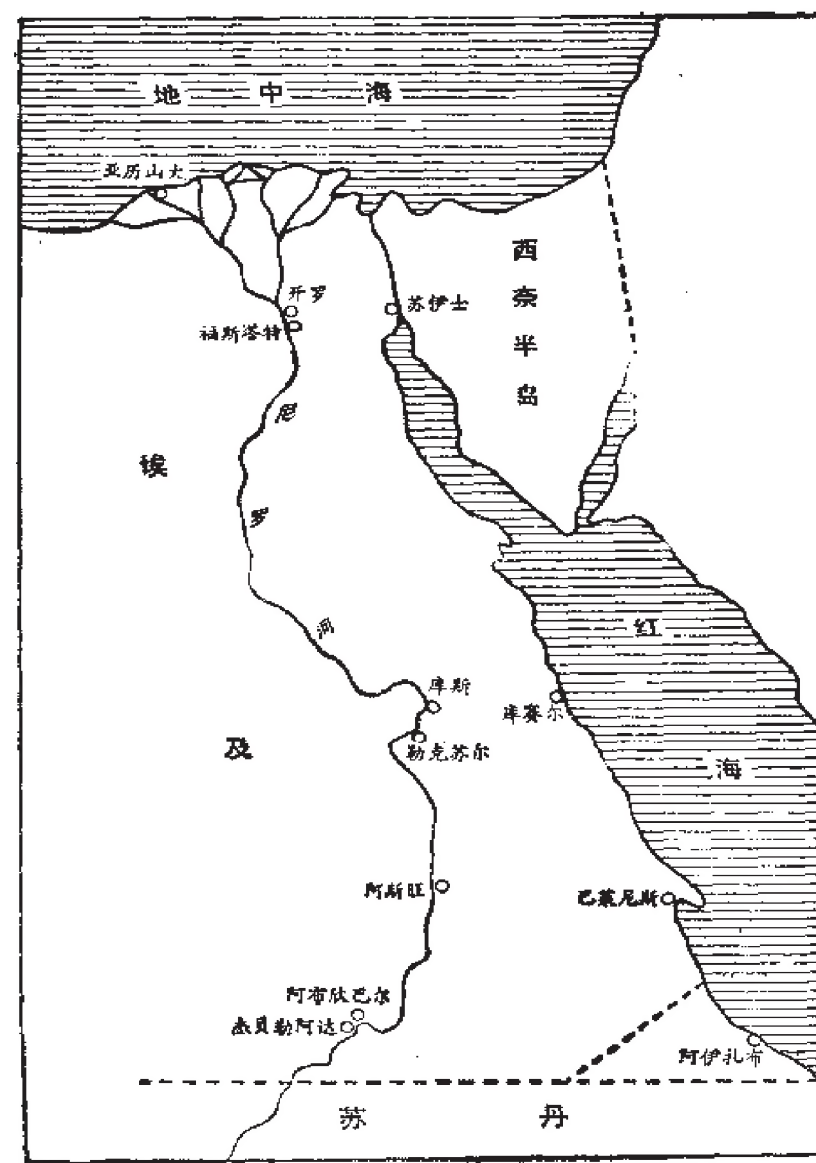 地中海
亚历山大
西奈半岛
开罗
苏伊士
福斯塔特
尼罗河
埃及
红海
库斯
库赛尔
勒克苏尔
阿斯旺
巴莱尼斯
阿布欣巴尔
杰贝勒阿达
阿伊扎布
苏丹